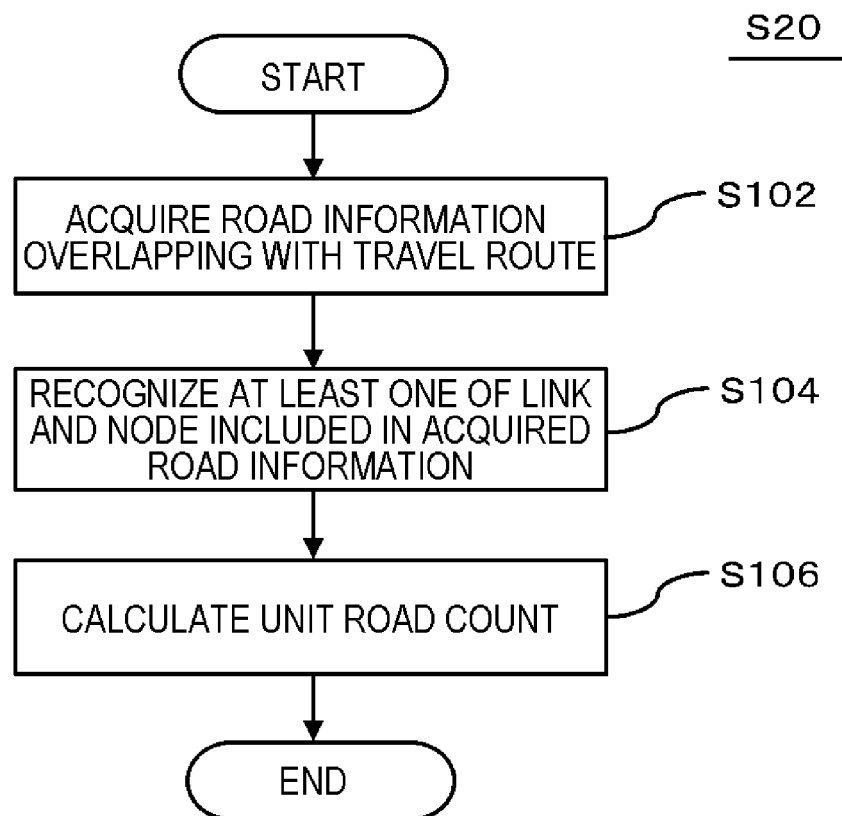 S20
START
ACQUIRE ROAD INFORMATION
OVERLAPPING WITH TRAVEL ROUTE
S102
RECOGNIZE AT LEAST ONE OF LINK
AND NODE INCLUDED IN ACQUIRED
ROAD INFORMATION
S104
CALCULATE UNIT ROAD COUNT
S106
END